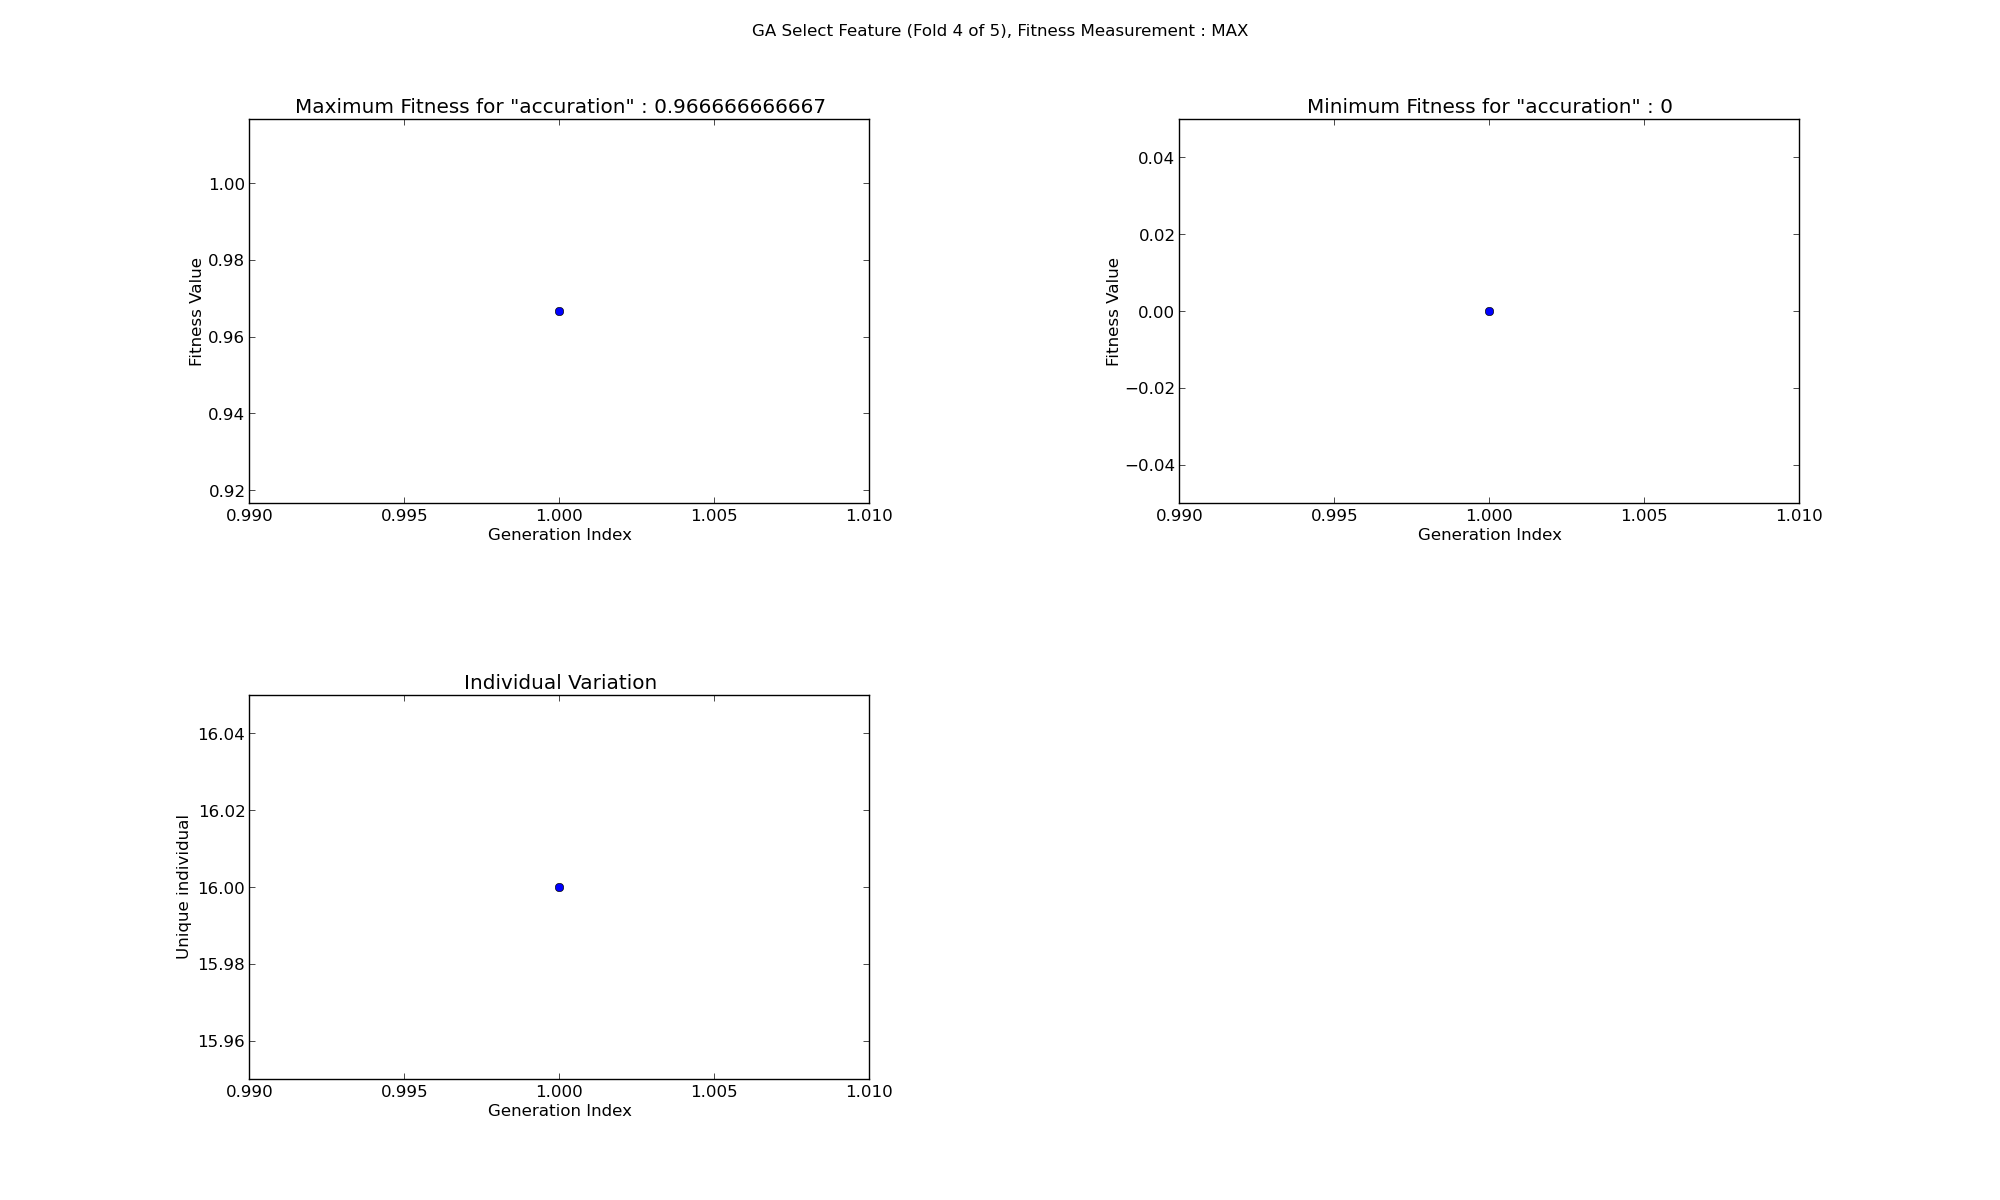 GA Select Feature (Fold 4 of 5), Fitness Measurement : MAX
Maximum Fitness for "accuration" : 0.966666666667
1.00
0.98
0.96
0.94
0.92
Fitness Value
0.990 0.995 1.000 1.005 1.010
Generation Index
Minimum Fitness for "accuration" : 0
0.04
0.02
0.00
−0.02
−0.04
Fitness Value
0.990 0.995 1.000 1.005 1.010
Generation Index
Individual Variation
16.04
16.02
16.00
15.98
15.96
Unique individual
0.990 0.995 1.000 1.005 1.010
Generation Index